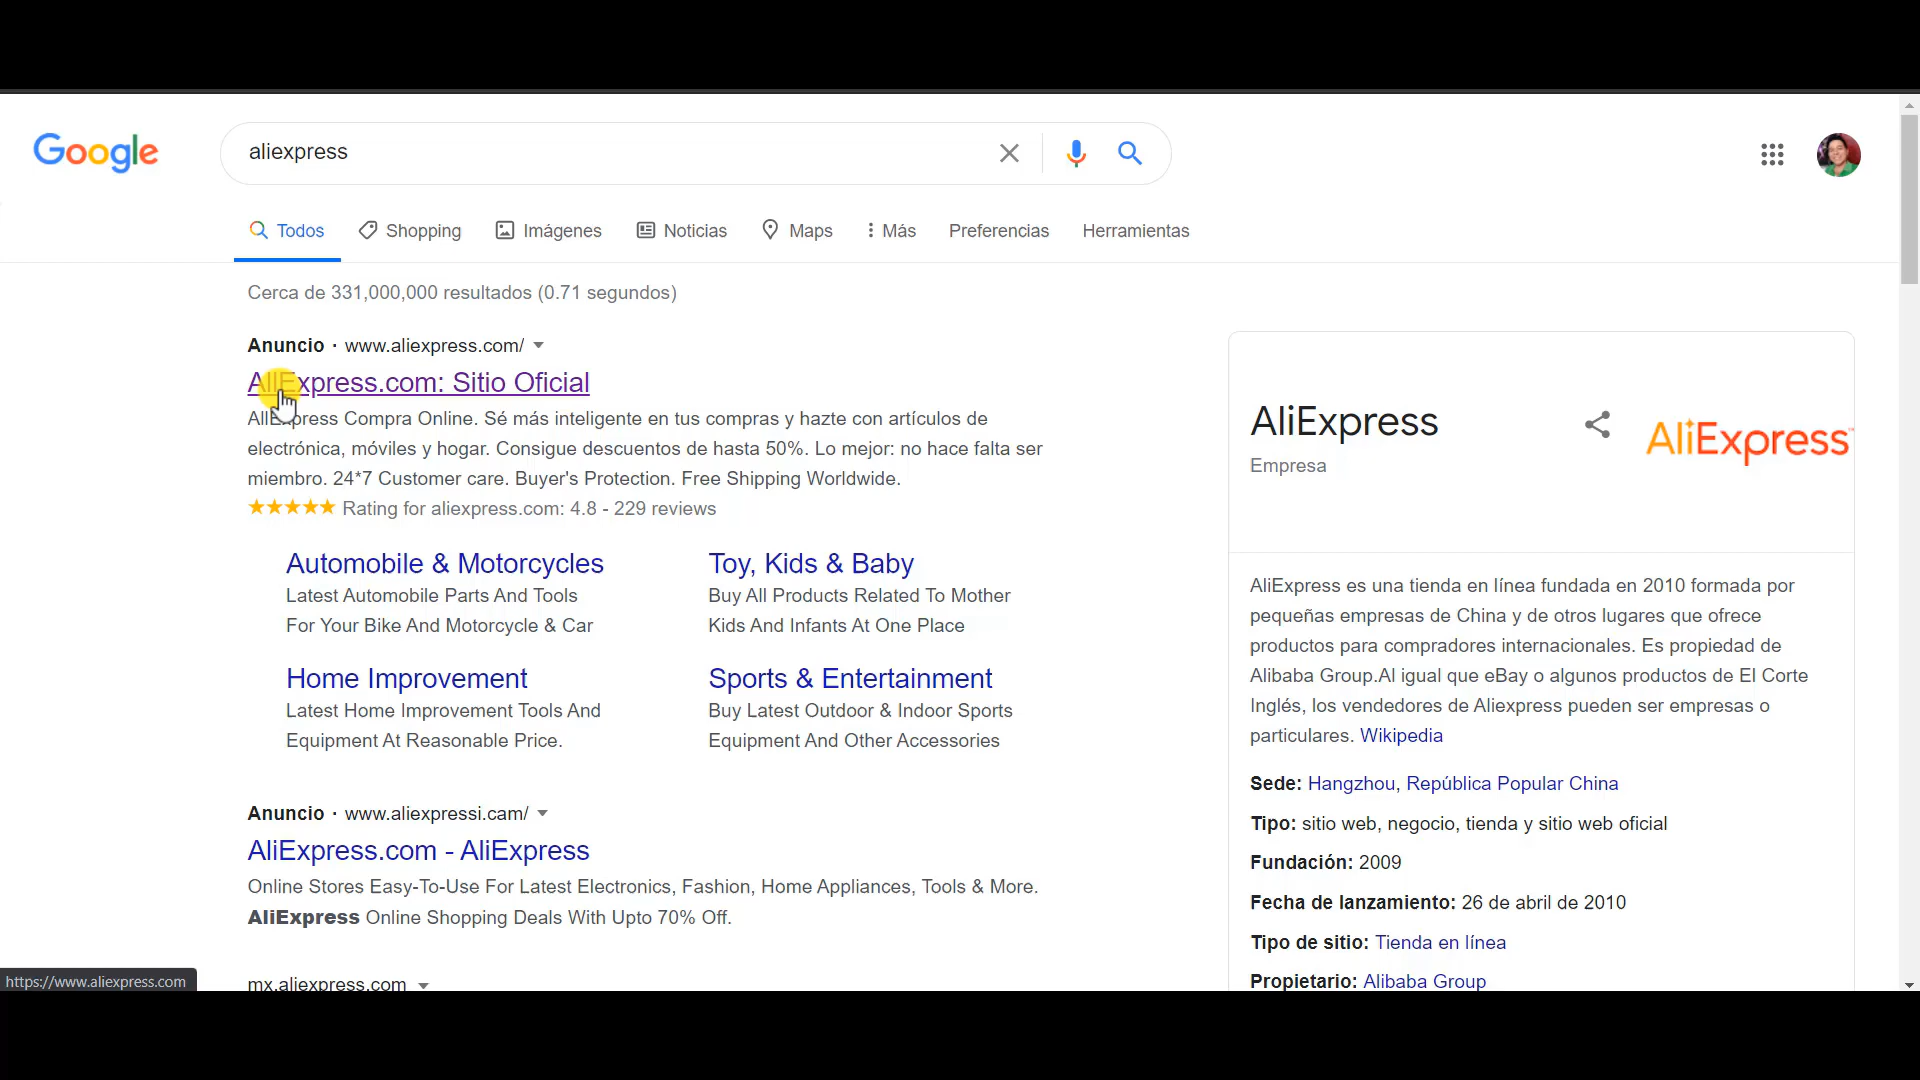 Google
aliexpress
Todos
Shopping
Imágenes
Noticias
Maps
Más
Preferencias
Herramientas
Cerca de 331,000,000 resultados (0.71 segundos)
Anuncio · www.aliexpress.com/
AliExpress.com: Sitio Oficial
AliExpress Compra Online. Sé más inteligente en tus compras y hazte con artículos de
electrónica, móviles y hogar. Consigue descuentos de hasta 50%. Lo mejor: no hace falta ser
miembro. 24*7 Customer care. Buyer's Protection. Free Shipping Worldwide.
Rating for aliexpress.com: 4.8 - 229 reviews
Automobile & Motorcycles
Latest Automobile Parts And Tools
For Your Bike And Motorcycle & Car
Toy, Kids & Baby
Buy All Products Related To Mother
Kids And Infants At One Place
Home Improvement
Latest Home Improvement Tools And
Equipment At Reasonable Price.
Sports & Entertainment
Buy Latest Outdoor & Indoor Sports
Equipment And Other Accessories
Anuncio · www.aliexpressi.cam/
AliExpress.com - AliExpress
Online Stores Easy-To-Use For Latest Electronics, Fashion, Home Appliances, Tools & More.
AliExpress Online Shopping Deals With Upto 70% Off.
mx.aliexpress.com
https://www.aliexpress.com
AliExpress
Empresa
AliExpress™
AliExpress es una tienda en línea fundada en 2010 formada por
pequeñas empresas de China y de otros lugares que ofrece
productos para compradores internacionales. Es propiedad de
Alibaba Group.Al igual que eBay o algunos productos de El Corte
Inglés, los vendedores de Aliexpress pueden ser empresas o
particulares. Wikipedia
Sede: Hangzhou, República Popular China
Tipo: sitio web, negocio, tienda y sitio web oficial
Fundación: 2009
Fecha de lanzamiento: 26 de abril de 2010
Tipo de sitio: Tienda en línea
Propietario: Alibaba Group